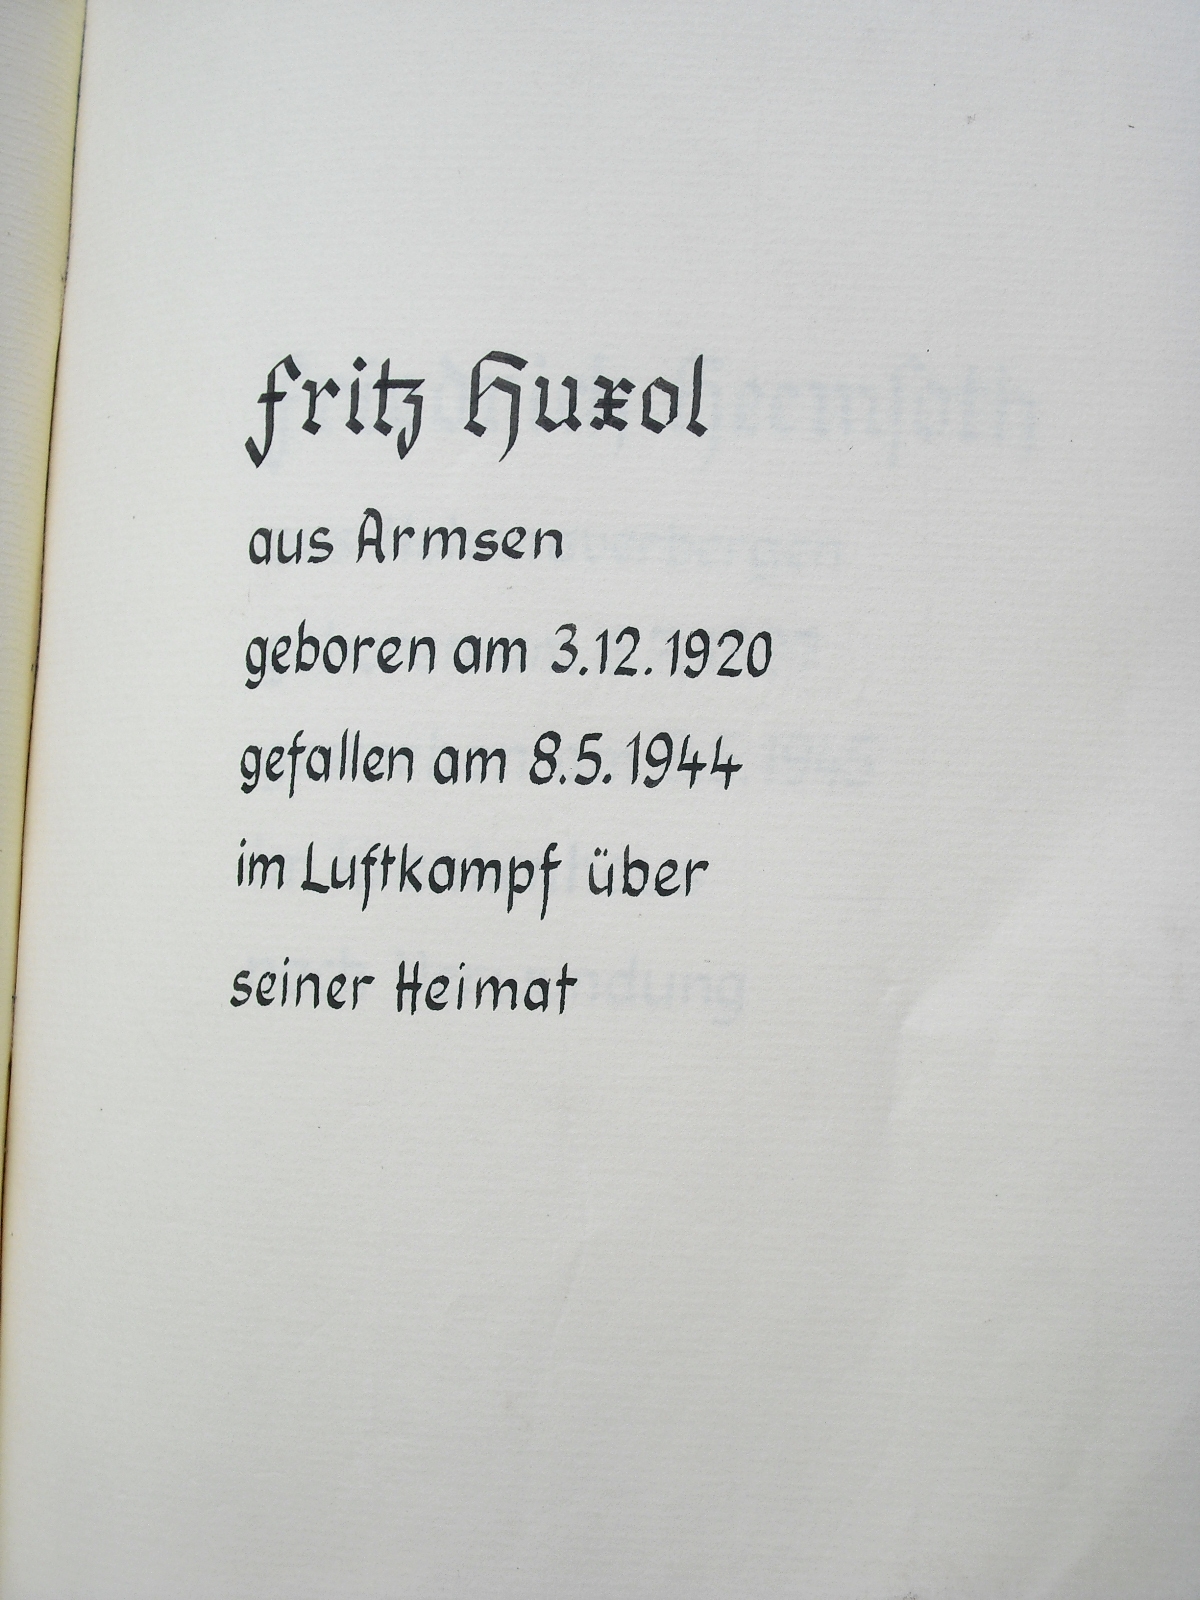 Fritz Huxol
aus Armsen
geboren am 3.12.1920
gefallen am 8.5.1944
im Luftkampf über
seiner Heimat